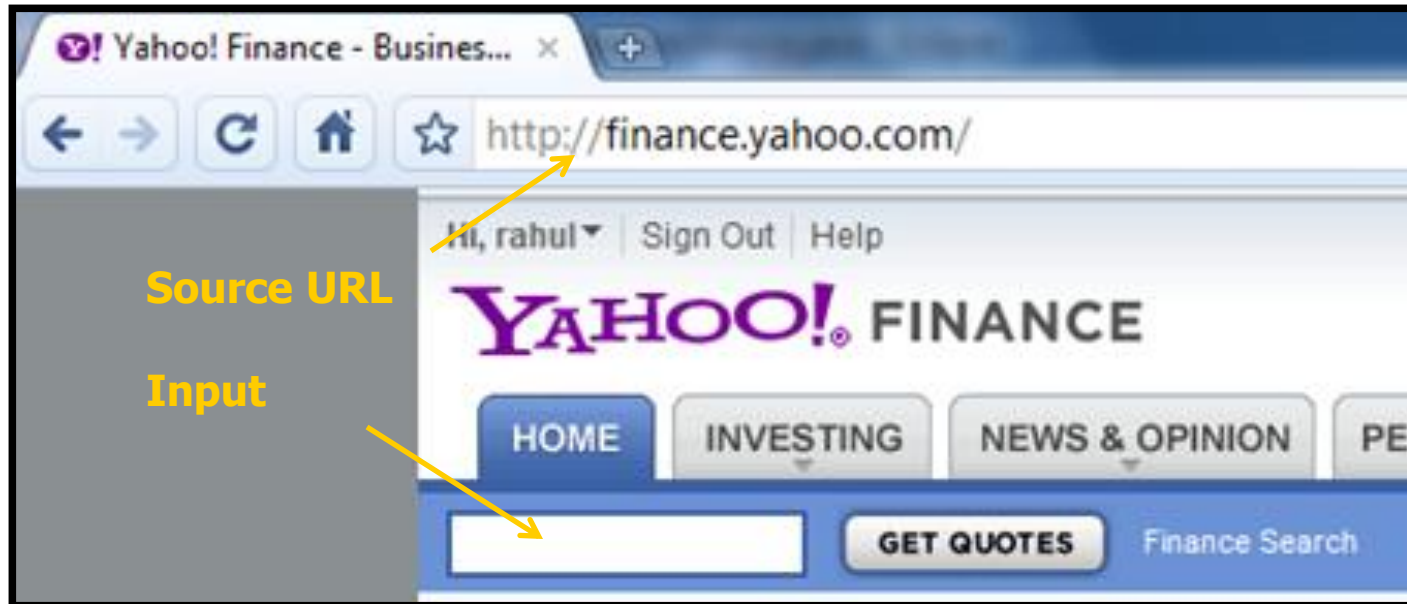 Yahoo! Finance - Busines...
http://finance.yahoo.com/
Hi, rahul Sign Out Help
Source URL
YAHOO!® FINANCE
Input
HOME INVESTING NEWS & OPINION PE
GET QUOTES Finance Search